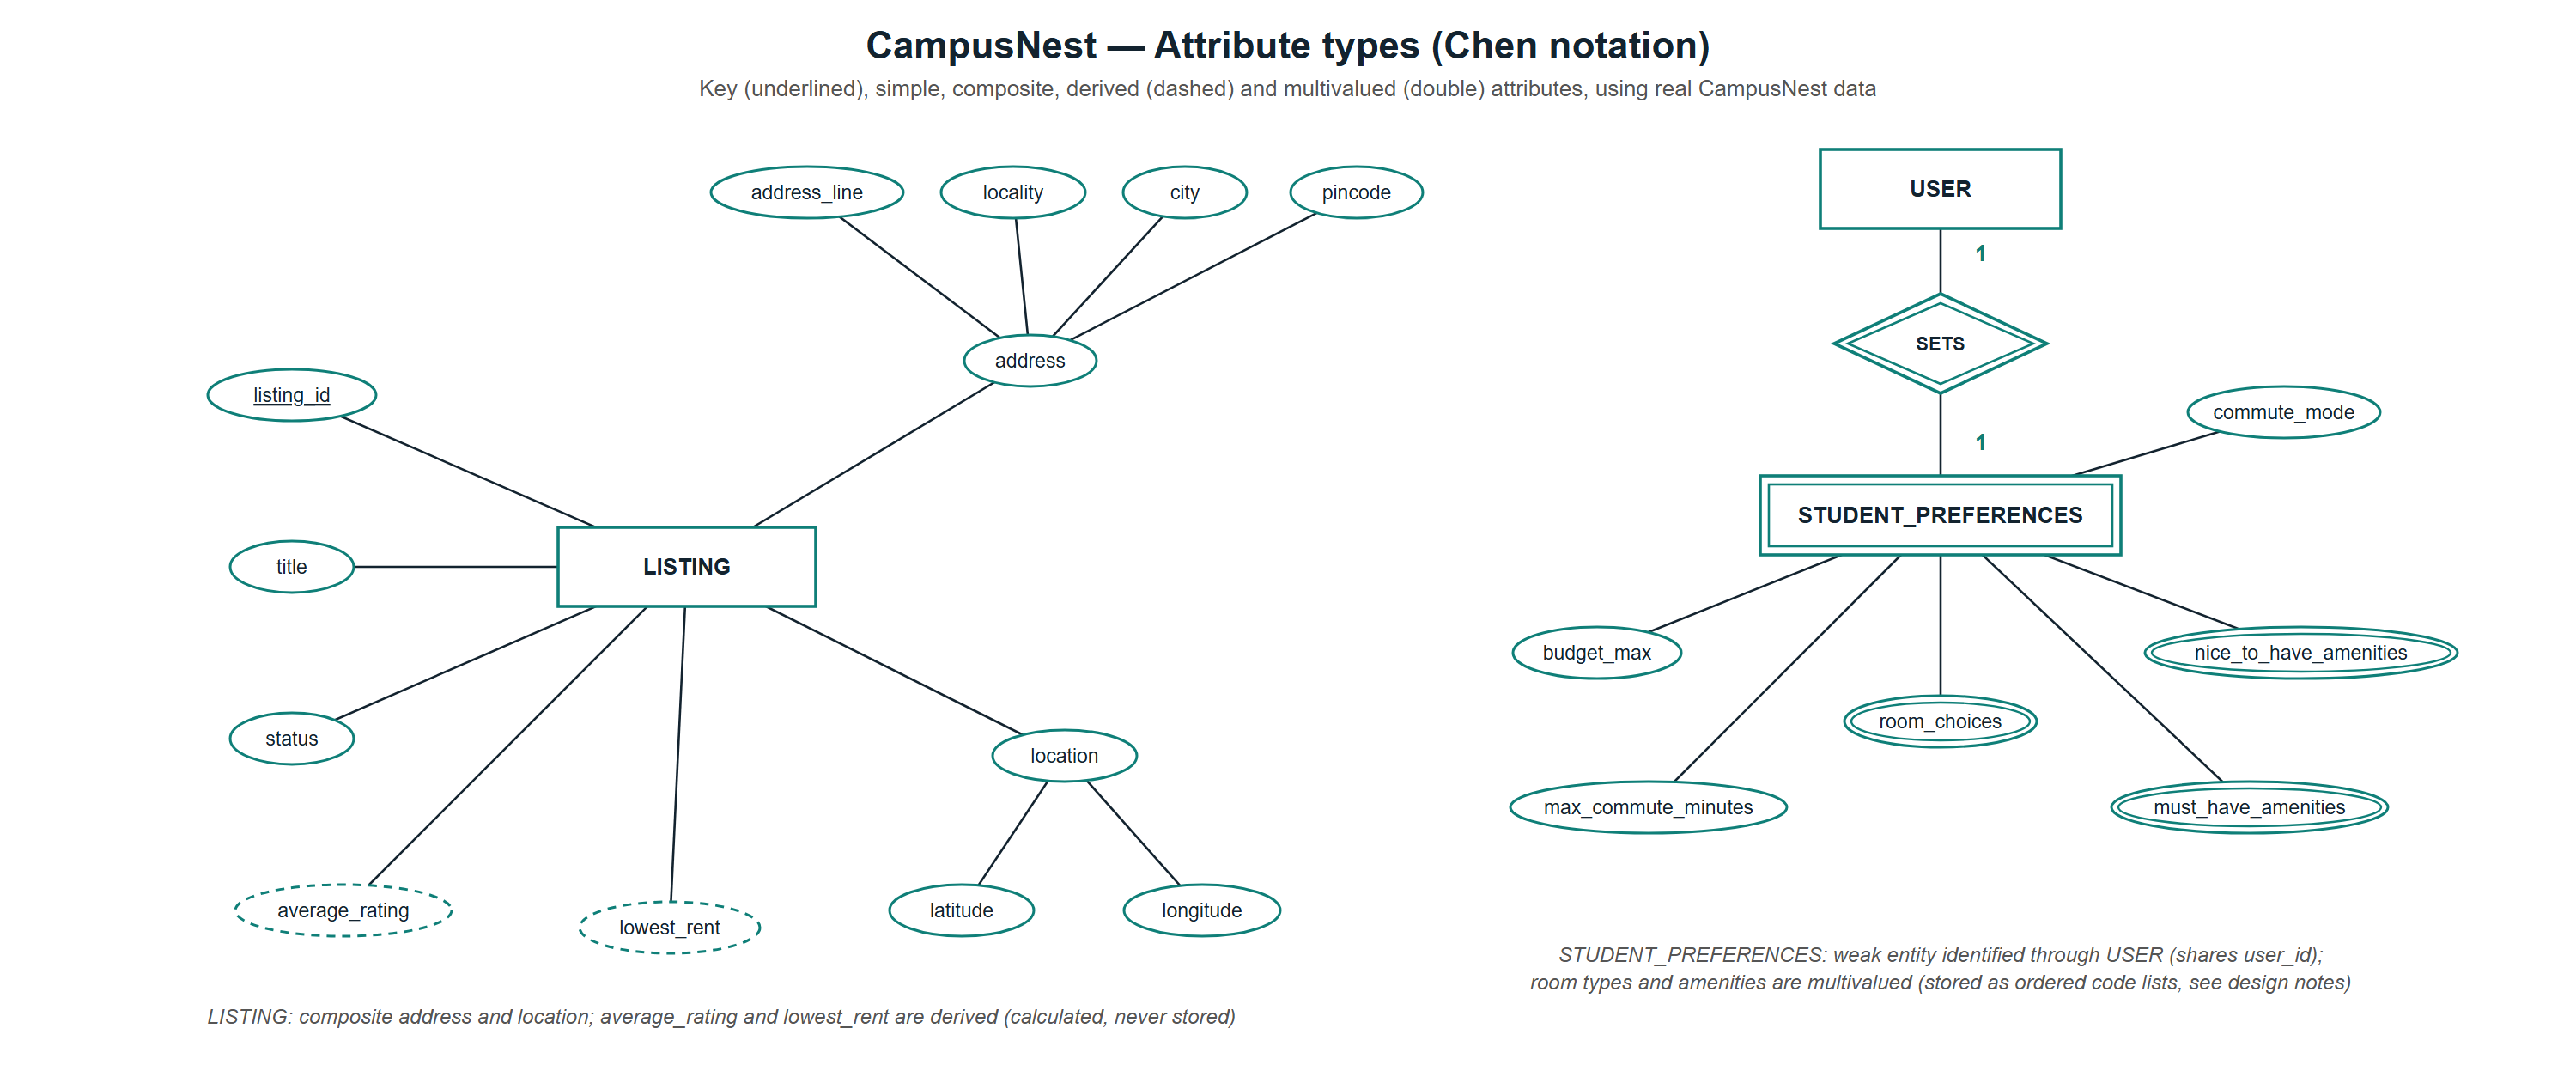 CampusNest — Attribute types (Chen notation)
Key (underlined), simple, composite, derived (dashed) and multivalued (double) attributes, using real CampusNest data
address_line
locality
city
pincode
address
listing_id
title
LISTING
status
location
average_rating
lowest_rent
latitude
longitude
LISTING: composite address and location; average_rating and lowest_rent are derived (calculated, never stored)
USER
1
SETS
1
commute_mode
STUDENT_PREFERENCES
budget_max
nice_to_have_amenities
room_choices
max_commute_minutes
must_have_amenities
STUDENT_PREFERENCES: weak entity identified through USER (shares user_id);
room types and amenities are multivalued (stored as ordered code lists, see design notes)